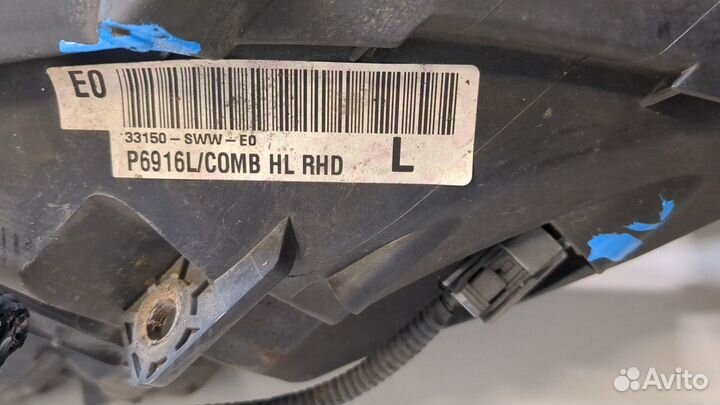 E0
33150-SWW-E0
P6916L/COMB HL RHD L
Avito